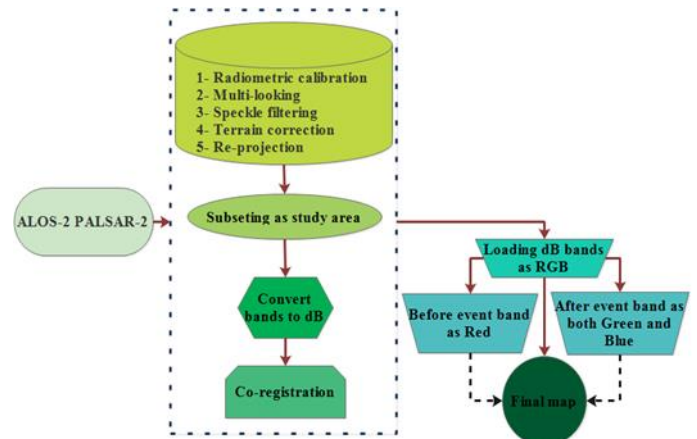 1- Radiometric calibration
2- Multi-looking
3- Speckle filtering
4- Terrain correction
5- Re-projection
ALOS-2 PALSAR-2
Subseting as study area
Convert
bands to dB
Co-registration
Loading dB bands
as RGB
Before event band
as Red
After event band as
both Green and
Blue
Final map